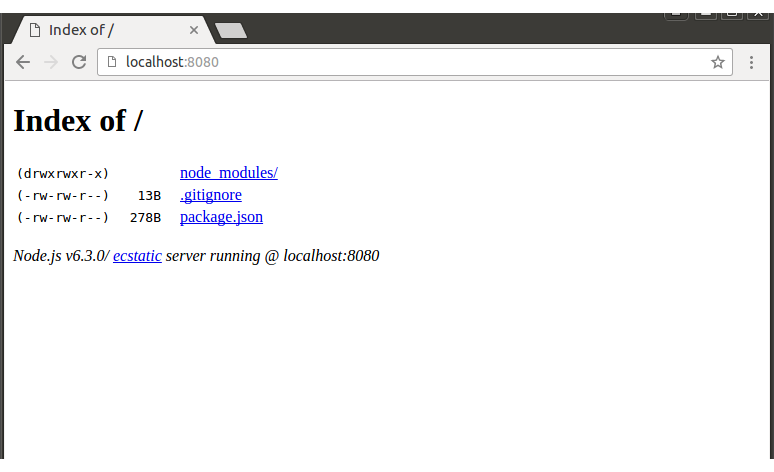 Index of /
localhost:8080
Index of /
(drwxrwxr-x) node_modules/
(-rw-rw-r--) 13B .gitignore
(-rw-rw-r--) 278B package.json
Node.js v6.3.0/ ecstatic server running @ localhost:8080